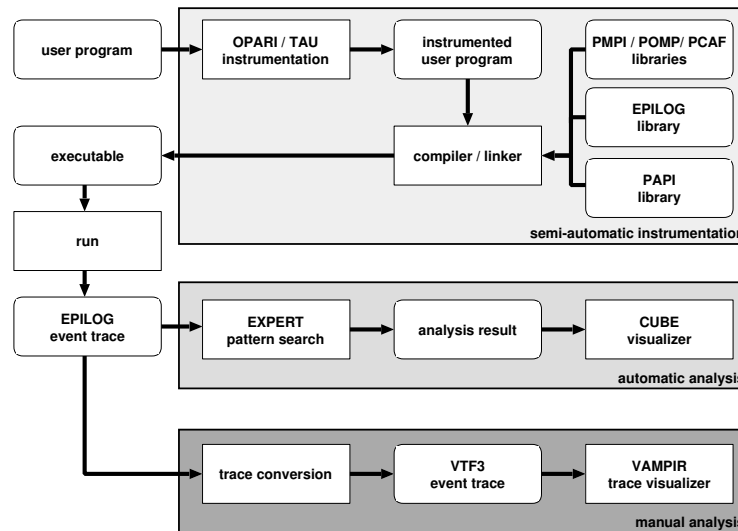 user program
OPARI / TAU
instrumentation
instrumented
user program
PMPI / POMP/ PCAF
libraries
EPILOG
library
executable
compiler / linker
PAPI
library
run
semi-automatic instrumentation
EPILOG
event trace
EXPERT
pattern search
analysis result
CUBE
visualizer
automatic analysis
trace conversion
VTF3
event trace
VAMPIR
trace visualizer
manual analysis